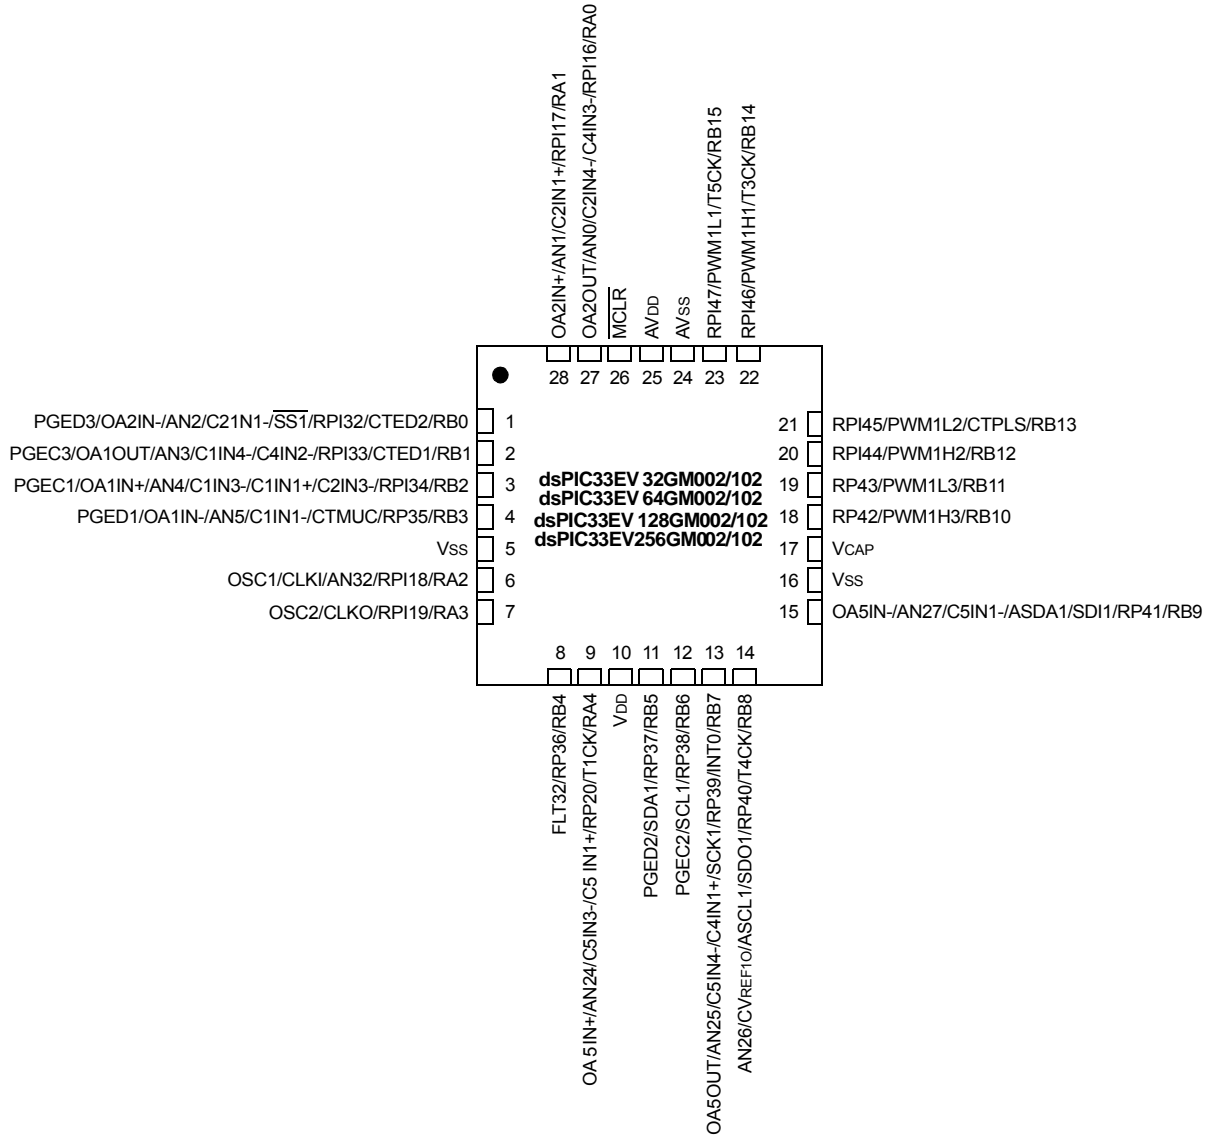 OA2IN+/AN1/C2IN1+/RPI17/RA1
OA2OUT/AN0/C2IN4-/C4IN3-/RPI16/RA0
MCLR
AVDD
AVSS
RPI47/PWM1L1/T5CK/RB15
RPI46/PWM1H1/T3CK/RB14
28 27 26 25 24 23 22
PGED3/OA2IN-/AN2/C21N1-/SS1/RPI32/CTED2/RB0 1
PGEC3/OA1OUT/AN3/C1IN4-/C4IN2-/RPI33/CTED1/RB1 2
PGEC1/OA1IN+/AN4/C1IN3-/C1IN1+/C2IN3-/RPI34/RB2 3
PGED1/OA1IN-/AN5/C1IN1-/CTMUC/RP35/RB3 4
VSS 5
OSC1/CLKI/AN32/RPI18/RA2 6
OSC2/CLKO/RPI19/RA3 7
dsPIC33EV 32GM002/102
dsPIC33EV 64GM002/102
dsPIC33EV 128GM002/102
dsPIC33EV256GM002/102
21 RPI45/PWM1L2/CTPLS/RB13
20 RPI44/PWM1H2/RB12
19 RP43/PWM1L3/RB11
18 RP42/PWM1H3/RB10
17 VCAP
16 VSS
15 OA5IN-/AN27/C5IN1-/ASDA1/SDI1/RP41/RB9
8 9 10 11 12 13 14
FLT32/RP36/RB4
OA5IN+/AN24/C5IN3-/C5 IN1+/RP20/T1CK/RA4
VDD
PGED2/SDA1/RP37/RB5
PGEC2/SCL1/RP38/RB6
OA5OUT/AN25/C5IN4-/C4IN1+/SCK1/RP39/INT0/RB7
AN26/CVREF1O/ASCL1/SDO1/RP40/T4CK/RB8